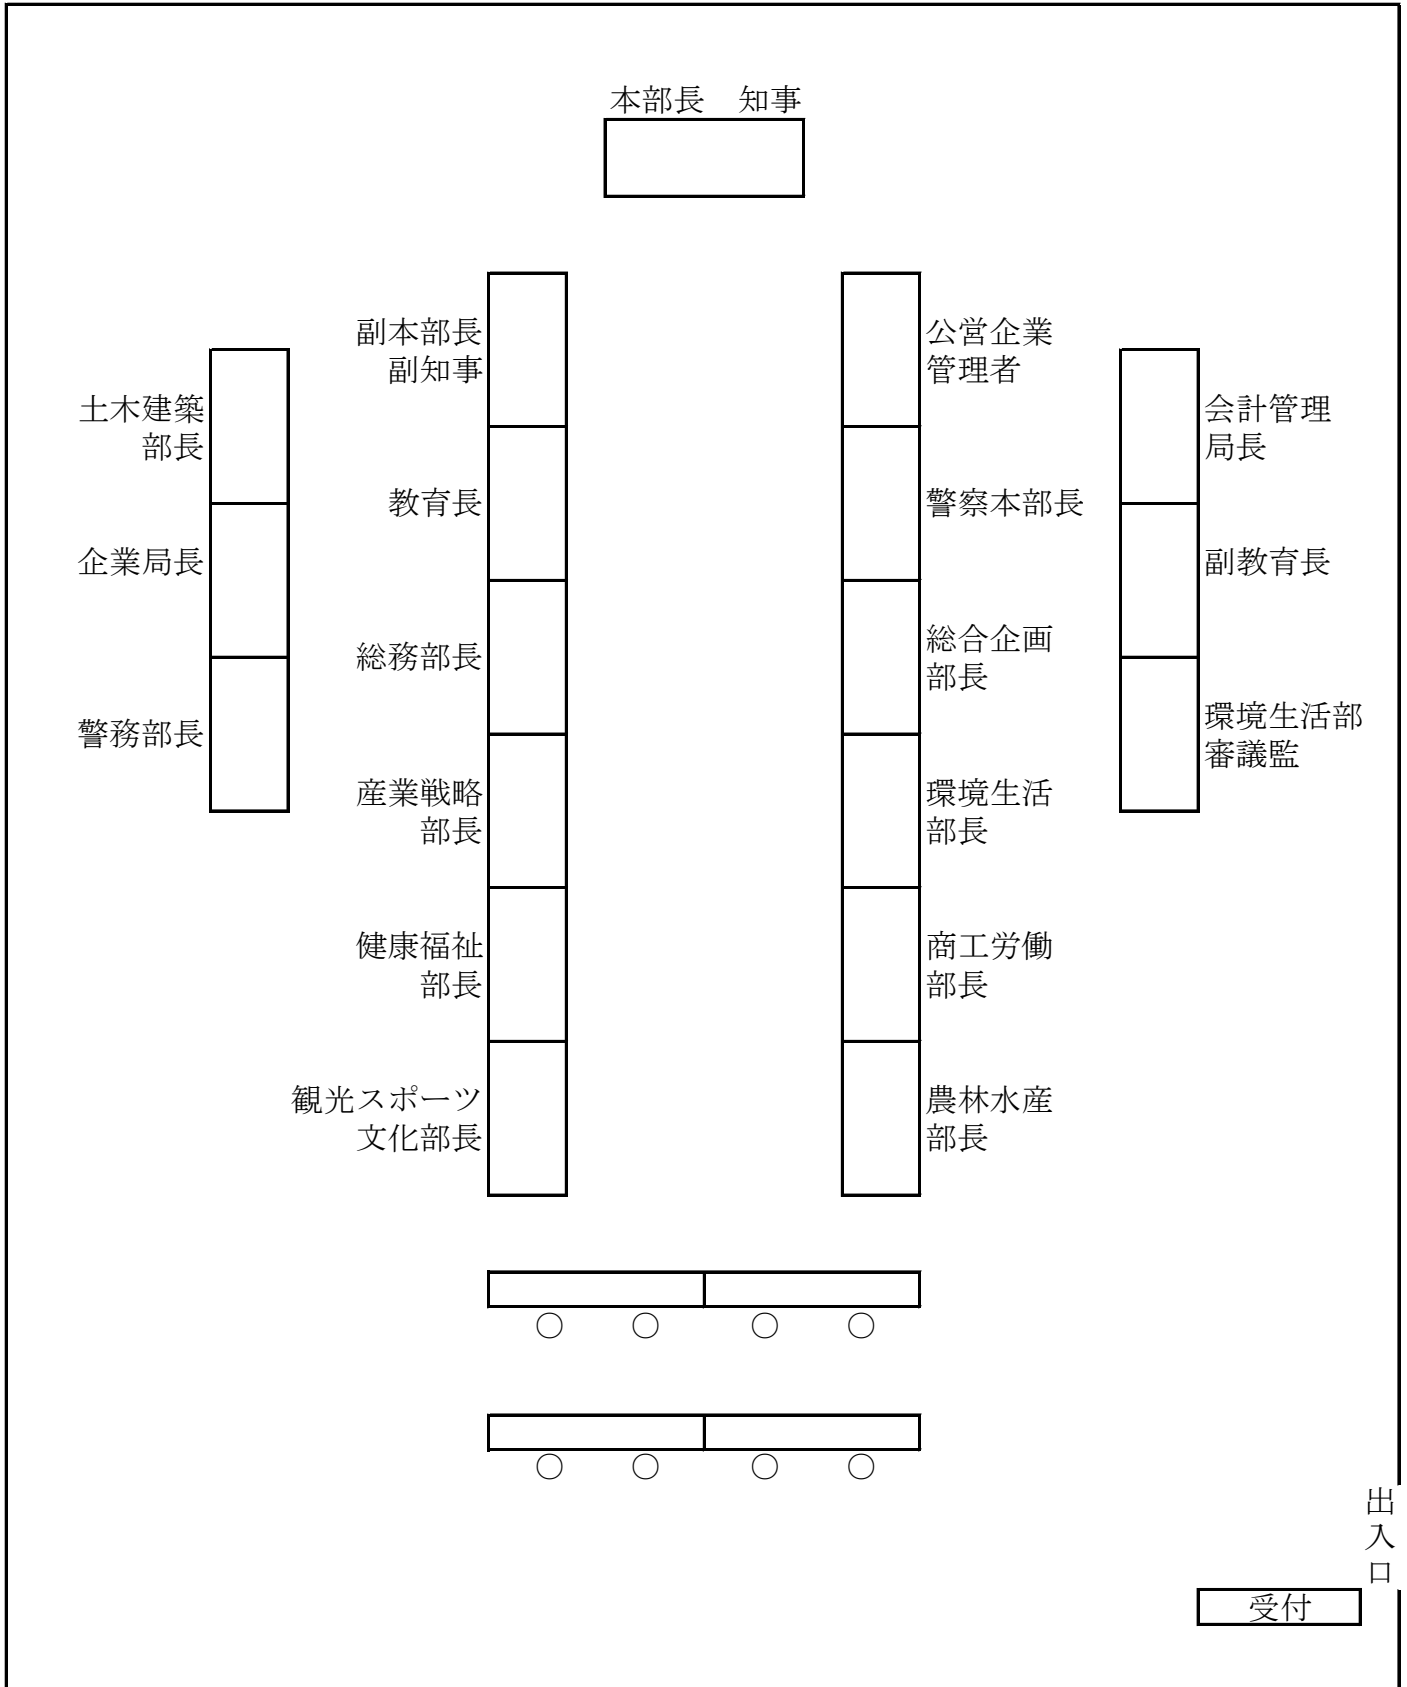 本部長　知事
副本部長
副知事
教育長
総務部長
産業戦略
部長
健康福祉
部長
観光スポーツ
文化部長
公営企業
管理者
警察本部長
総合企画
部長
環境生活
部長
商工労働
部長
農林水産
部長
土木建築
部長
企業局長
警務部長
会計管理
局長
副教育長
環境生活部
審議監
出入口
受付